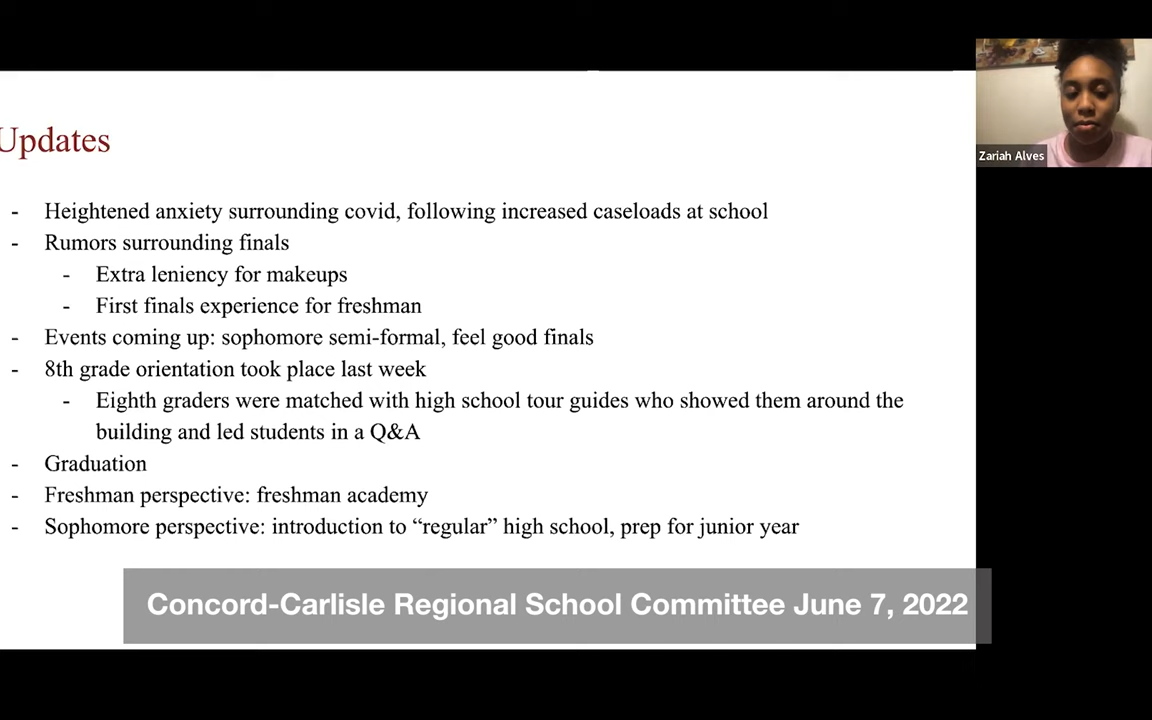 Updates
Zariah Alves
- Heightened anxiety surrounding covid, following increased caseloads at school
- Rumors surrounding finals
- Extra leniency for makeups
- First finals experience for freshman
- Events coming up: sophomore semi-formal, feel good finals
- 8th grade orientation took place last week
- Eighth graders were matched with high school tour guides who showed them around the
building and led students in a Q&A
- Graduation
- Freshman perspective: freshman academy
- Sophomore perspective: introduction to “regular” high school, prep for junior year
Concord-Carlisle Regional School Committee June 7, 2022